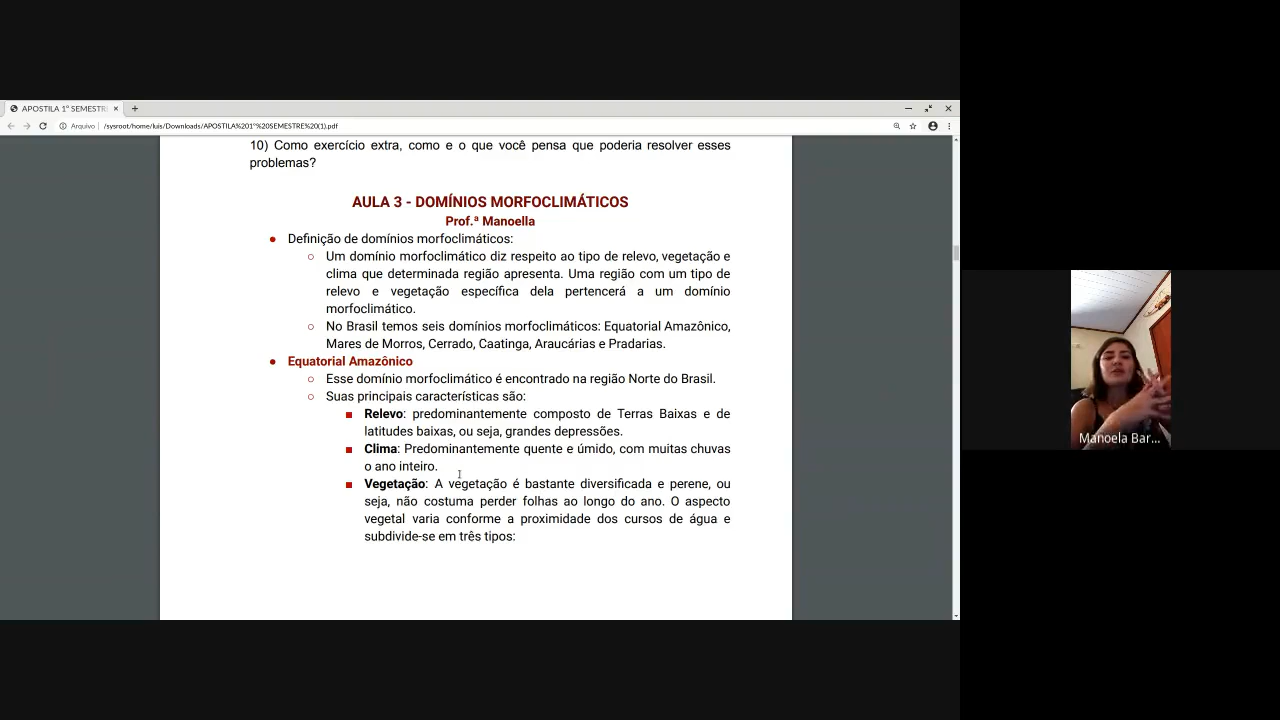 APOSTILA 1º SEMESTR
Arquivo
/sysroot/home/luis/Downloads/APOSTILA%201°%20SEMESTRE%20(1).pdf
10) Como exercício extra, como e o que você pensa que poderia resolver esses
problemas?
AULA 3 - DOMÍNIOS MORFOCLIMÁTICOS
Prof.ª Manoella
Definição de domínios morfoclimáticos:
Um domínio morfoclimático diz respeito ao tipo de relevo, vegetação e
clima que determinada região apresenta. Uma região com um tipo de
relevo e vegetação específica dela pertencerá a um domínio
morfoclimático.
No Brasil temos seis domínios morfoclimáticos: Equatorial Amazônico,
Mares de Morros, Cerrado, Caatinga, Araucárias e Pradarias.
Equatorial Amazônico
Esse domínio morfoclimático é encontrado na região Norte do Brasil.
Suas principais características são:
Relevo: predominantemente composto de Terras Baixas e de
latitudes baixas, ou seja, grandes depressões.
Clima: Predominantemente quente e úmido, com muitas chuvas
o ano inteiro.
Vegetação: A vegetação é bastante diversificada e perene, ou
seja, não costuma perder folhas ao longo do ano. O aspecto
vegetal varia conforme a proximidade dos cursos de água e
subdivide-se em três tipos:
Manoela Bar...